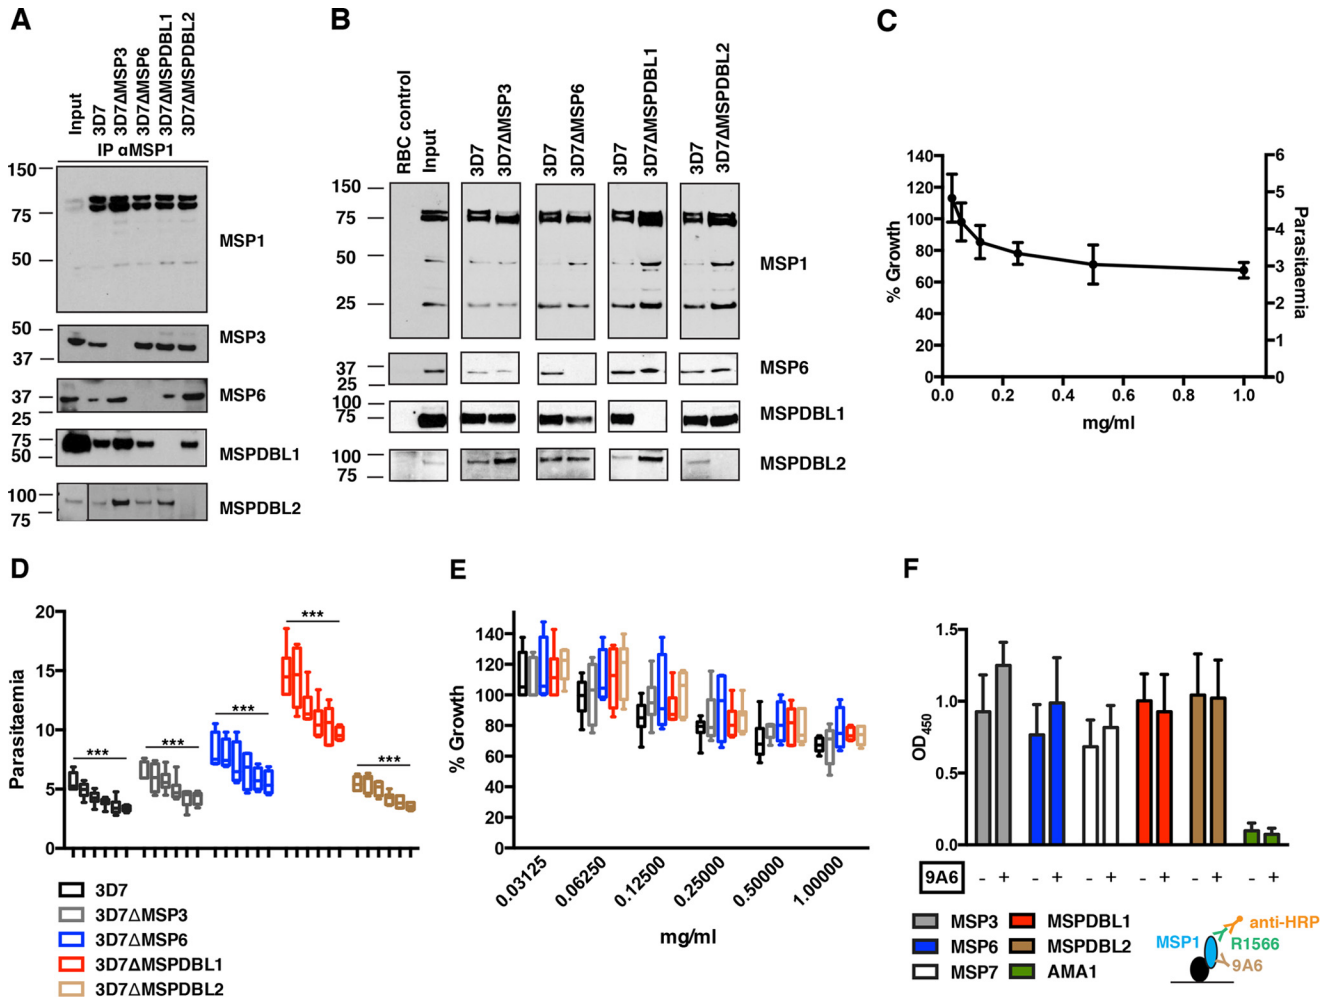 A
Input
3D7
3D7ΔMSP3
3D7ΔMSP6
3D7ΔMSPDBL1
3D7ΔMSPDBL2
IP αMSP1
150
75
50
MSP1
50
37
MSP3
37
25
MSP6
75
50
MSPDBL1
100
75
MSPDBL2
B
RBC control
Input
3D7
3D7ΔMSP3
3D7
3D7ΔMSP6
3D7
3D7ΔMSPDBL1
3D7
3D7ΔMSPDBL2
150
75
50
25
MSP1
37
25
MSP6
100
75
MSPDBL1
100
75
MSPDBL2
C
% Growth
140
120
100
80
60
40
20
0
0.0 0.2 0.4 0.6 0.8 1.0
mg/ml
6
5
4
3
2
1
0
Parasitaemia
D
Parasitaemia
20
15
10
5
0
***
***
***
***
***
3D7
3D7ΔMSP3
3D7ΔMSP6
3D7ΔMSPDBL1
3D7ΔMSPDBL2
E
% Growth
140
120
100
80
60
40
20
0
0.03125
0.06250
0.12500
0.25000
0.50000
1.00000
mg/ml
F
OD450
1.5
1.0
0.5
0.0
9A6 - + - + - + - + - + - +
MSP3
MSP6
MSP7
MSPDBL1
MSPDBL2
AMA1
anti-HRP
MSP1
R1566
9A6